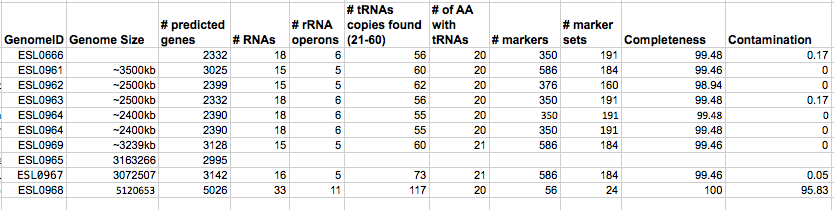 GenomeID Genome Size # predicted genes # RNAs # rRNA operons # tRNAs copies found (21-60) # of AA with tRNAs # markers # marker sets Completeness Contamination
ESL0666 2332 18 6 56 20 350 191 99.48 0.17
ESL0961 ~3500kb 3025 15 5 60 20 586 184 99.46 0
ESL0962 ~2500kb 2399 15 5 62 20 376 160 98.94 0
ESL0963 ~2500kb 2332 18 6 56 20 350 191 99.48 0.17
ESL0964 ~2400kb 2390 18 6 55 20 350 191 99.48 0
ESL0964 ~2400kb 2390 18 6 55 20 350 191 99.48 0
ESL0969 ~3239kb 3128 15 5 60 21 586 184 99.46 0
ESL0965 3163266 2995
ESL0967 3072507 3142 16 5 73 21 586 184 99.46 0.05
ESL0968 5120653 5026 33 11 117 20 56 24 100 95.83